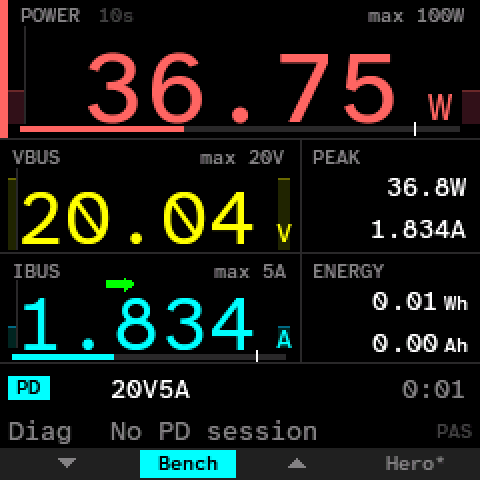 POWER 10s max 100W
36.75 W
VBUS max 20V PEAK
20.04 V
36.8W
1.834A
IBUS max 5A ENERGY
1.834 A
0.01 Wh
0.00 Ah
PD 20V5A 0:01
Diag No PD session PAS
Bench Hero*